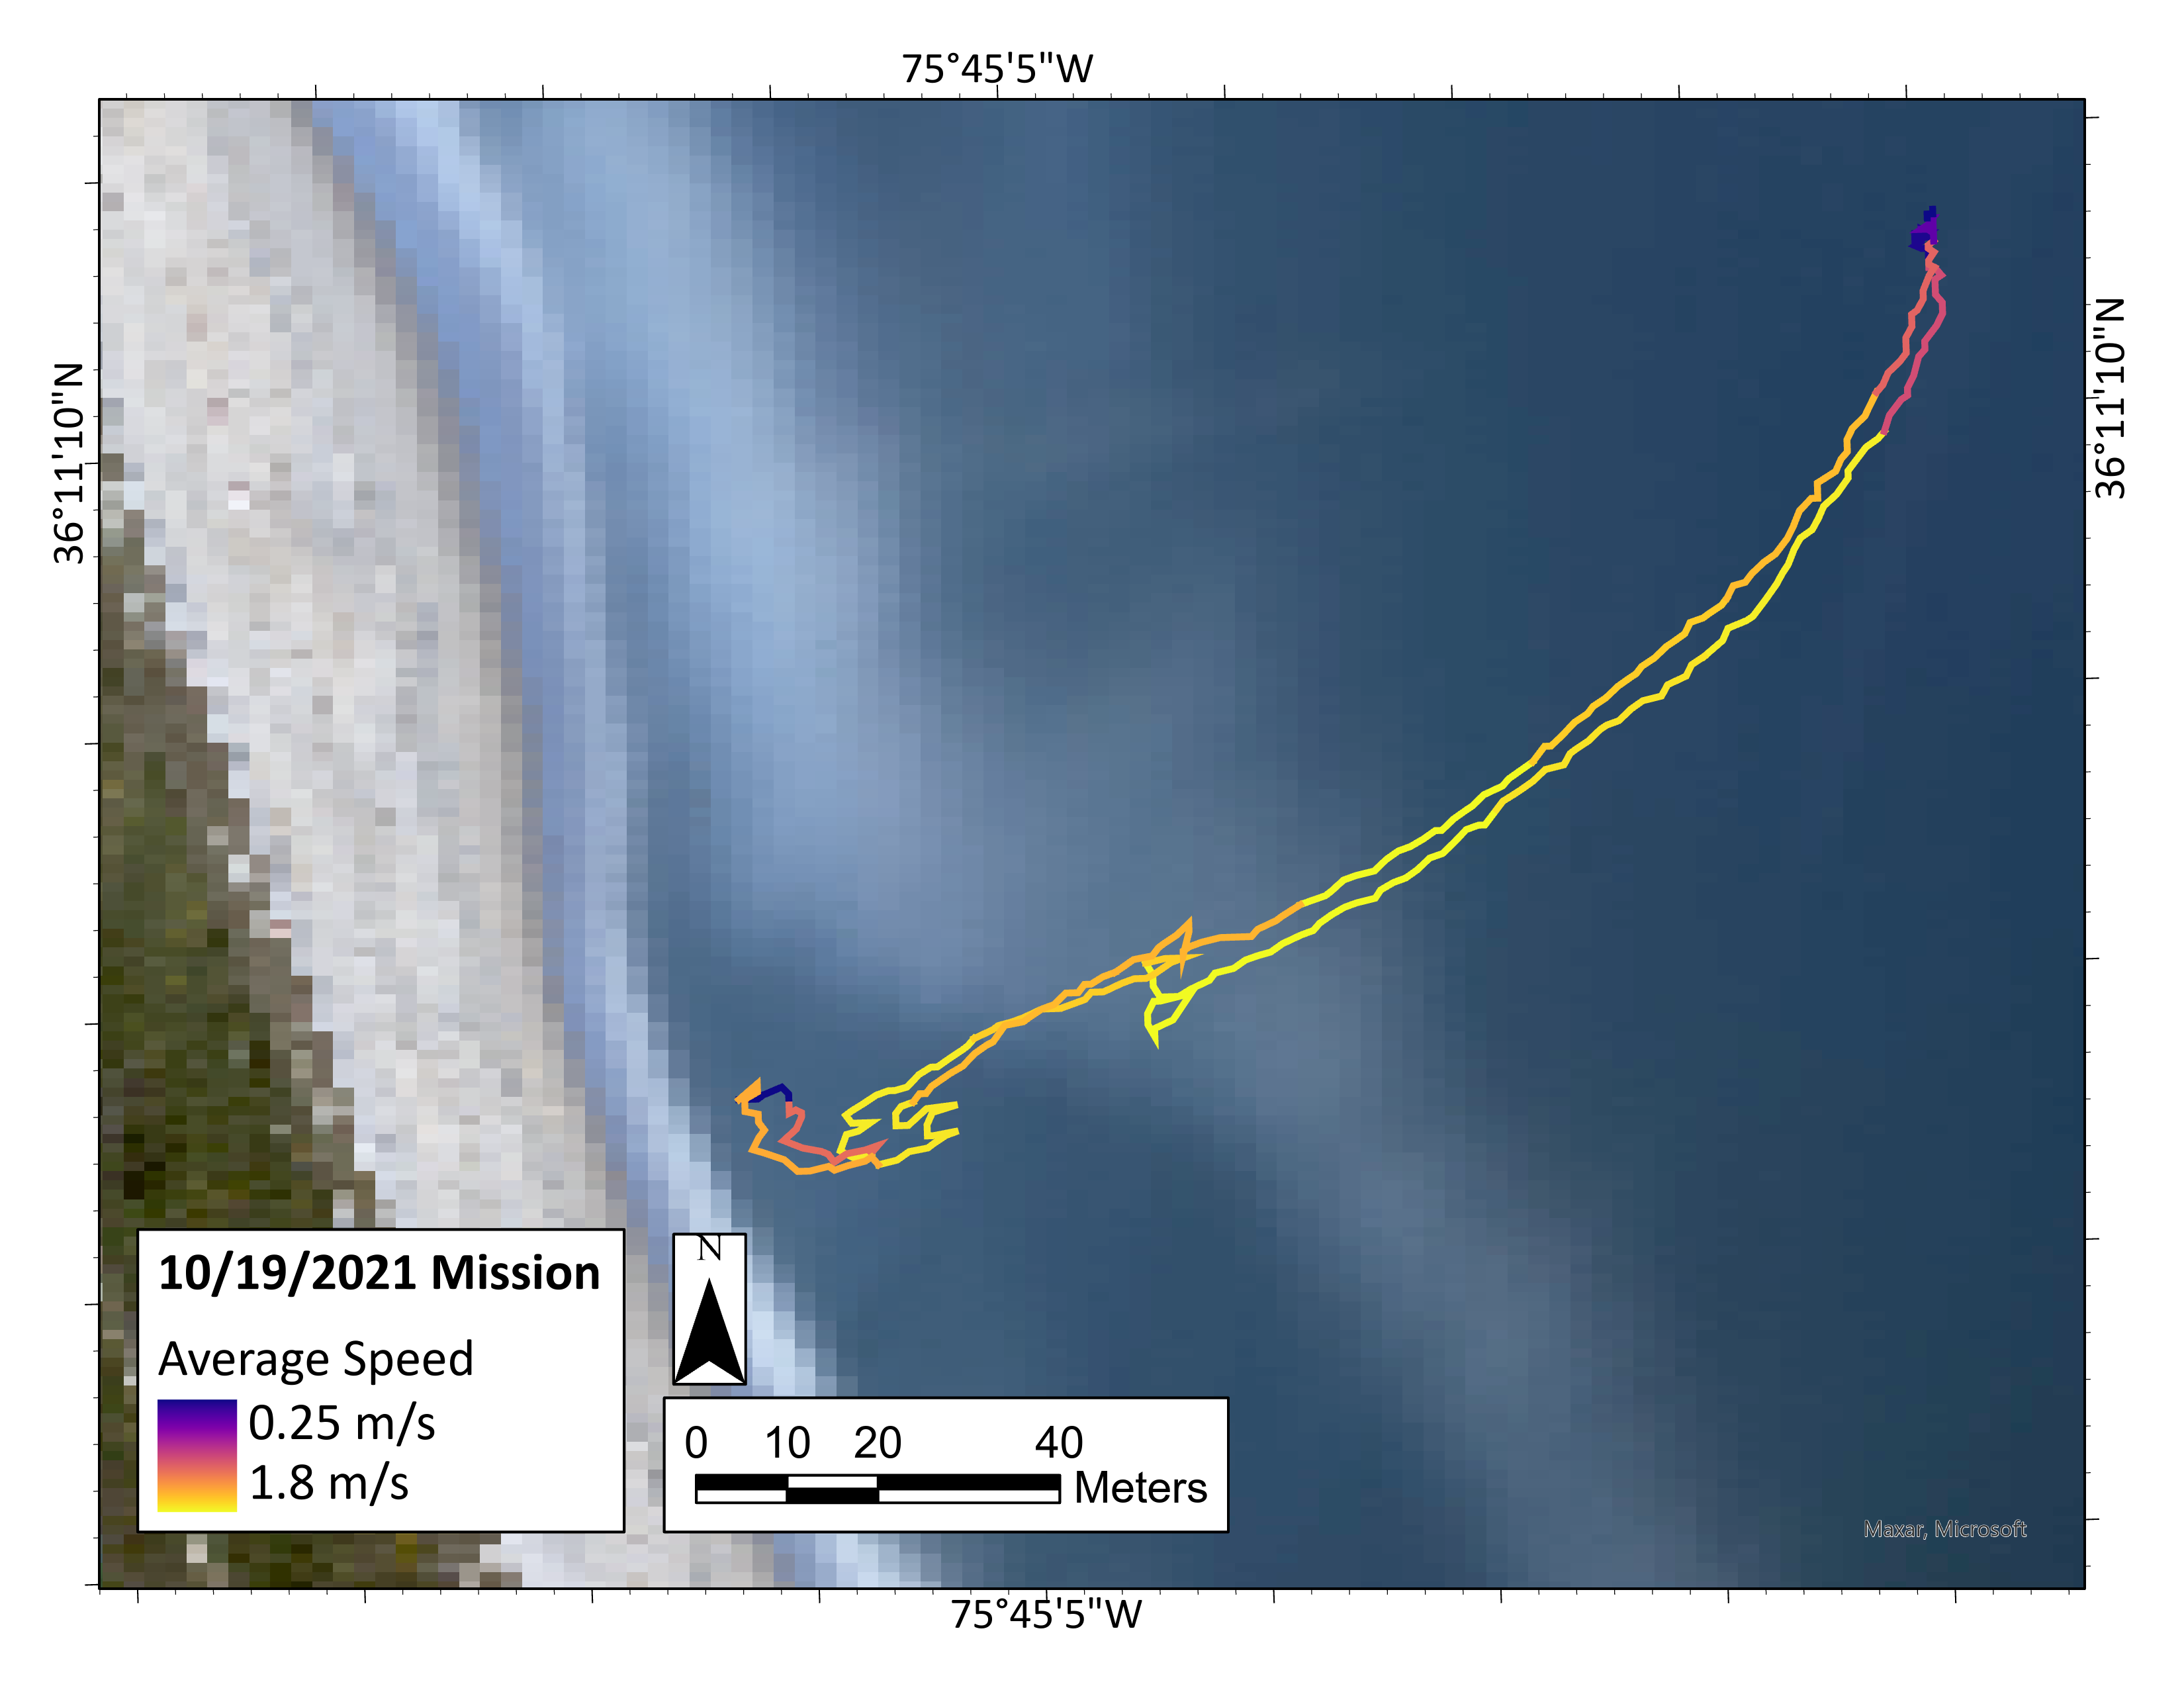 75°45'5"W
36°11'10"N
36°11'10"N
10/19/2021 Mission
Average Speed
0.25 m/s
1.8 m/s
N
0 10 20 40
Meters
Maxar, Microsoft
75°45'5"W